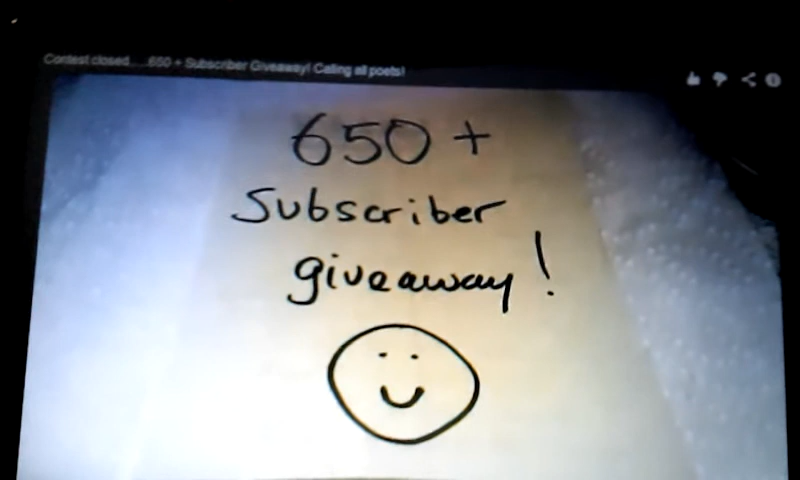 Contest closed.....650 + Subscriber Giveaway! Calling all poets!
650 +
Subscriber
giveaway!